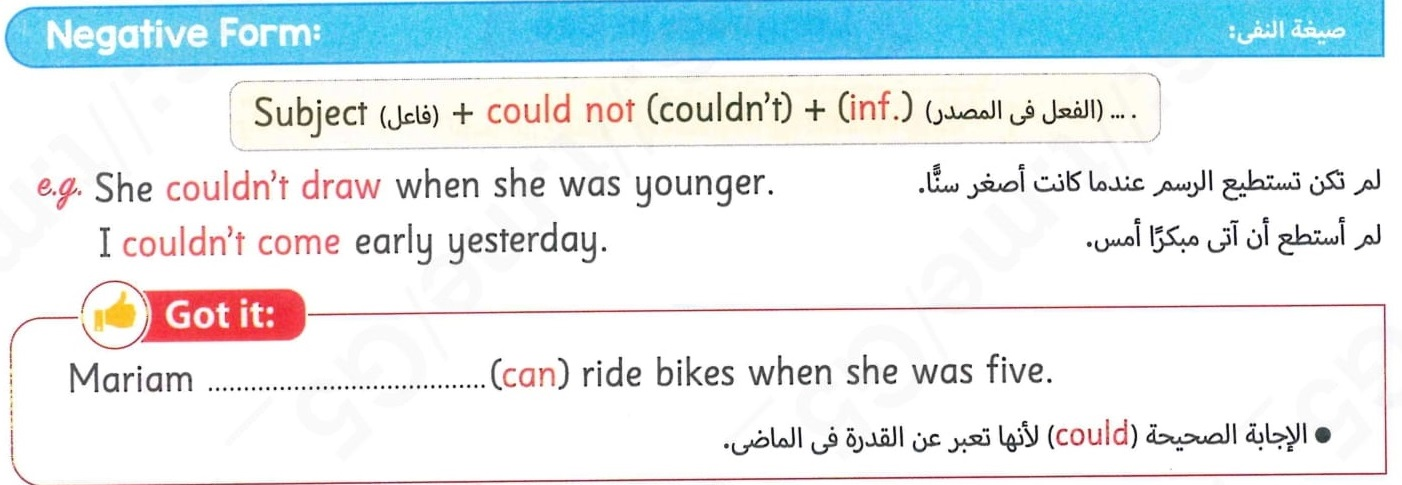 Negative Form: صيغة النفى:
Subject (فاعل) + could not (couldn't) + (inf.) (الفعل فى المصدر) ... .
e.g. She couldn't draw when she was younger. لم تكن تستطيع الرسم عندما كانت أصغر سنًّا.
I couldn't come early yesterday. لم أستطع أن آتى مبكرًا أمس.
Got it:
Mariam ....................................(can) ride bikes when she was five.
● الإجابة الصحيحة (could) لأنها تعبر عن القدرة فى الماضى.